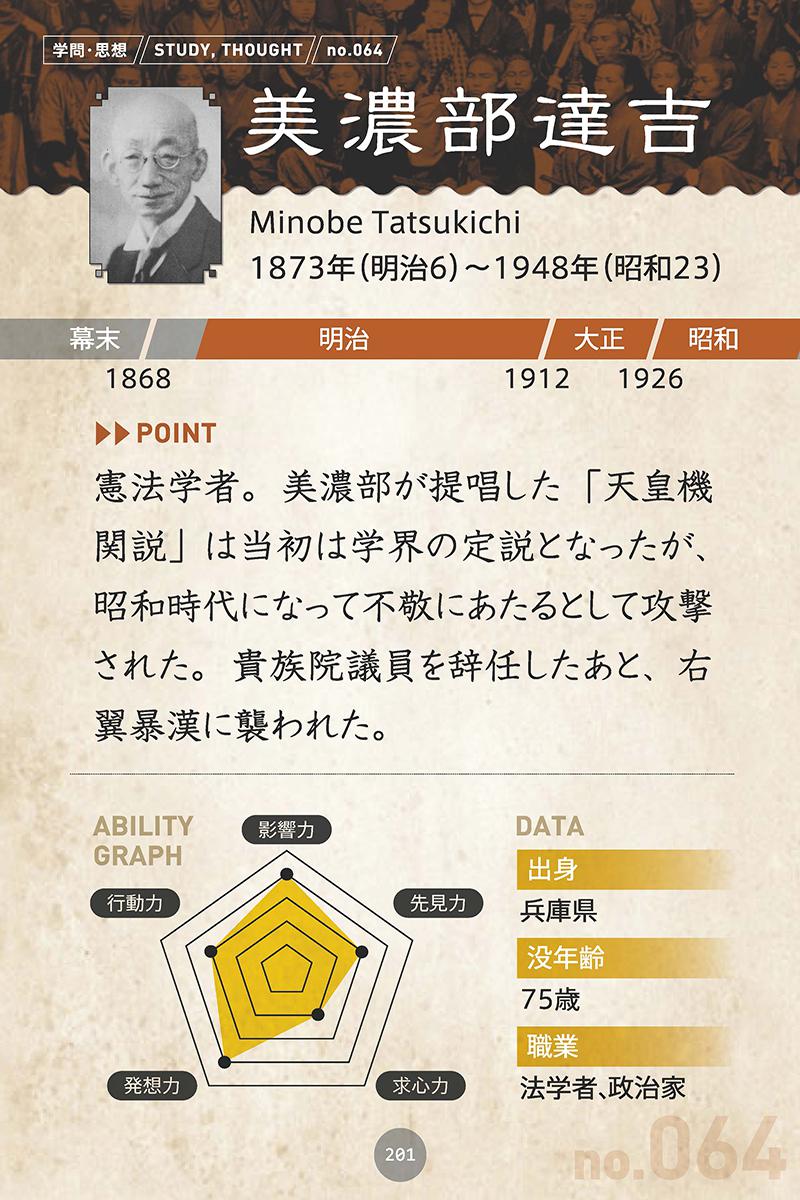 学問・思想 STUDY, THOUGHT no.064
美濃部達吉
Minobe Tatsukichi
1873年(明治6)～1948年(昭和23)
幕末 明治 大正 昭和
1868 1912 1926
POINT
憲法学者。美濃部が提唱した「天皇機
関説」は当初は学界の定説となったが、
昭和時代になって不敬にあたるとして攻撃
された。貴族院議員を辞任したあと、右
翼暴漢に襲われた。
ABILITY
GRAPH
影響力
行動力
先見力
発想力
求心力
DATA
出身
兵庫県
没年齢
75歳
職業
法学者、政治家
201
no.064